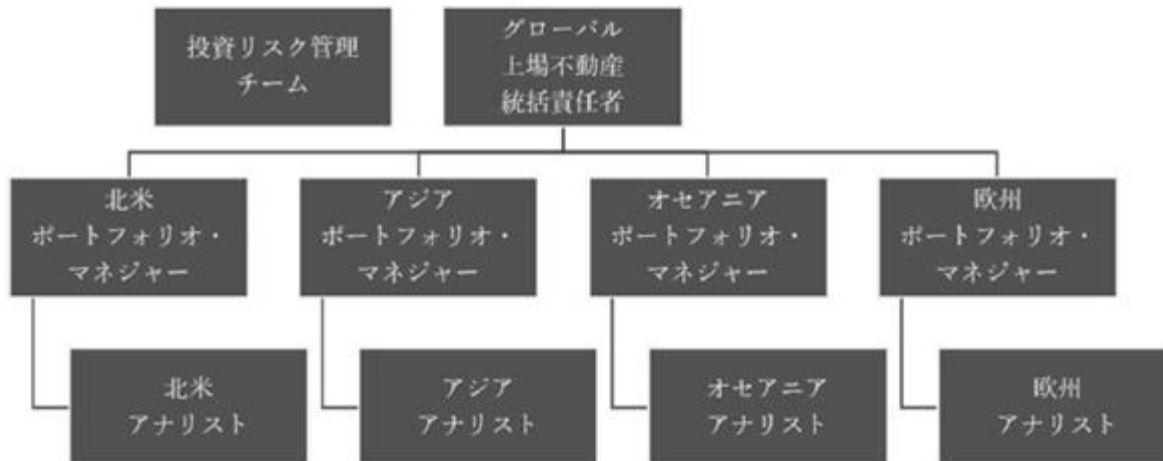 投資リスク管理
チーム
グローバル
上場不動産
統括責任者
北米
ポートフォリオ・
マネジャー
アジア
ポートフォリオ・
マネジャー
オセアニア
ポートフォリオ・
マネジャー
欧州
ポートフォリオ・
マネジャー
北米
アナリスト
アジア
アナリスト
オセアニア
アナリスト
欧州
アナリスト